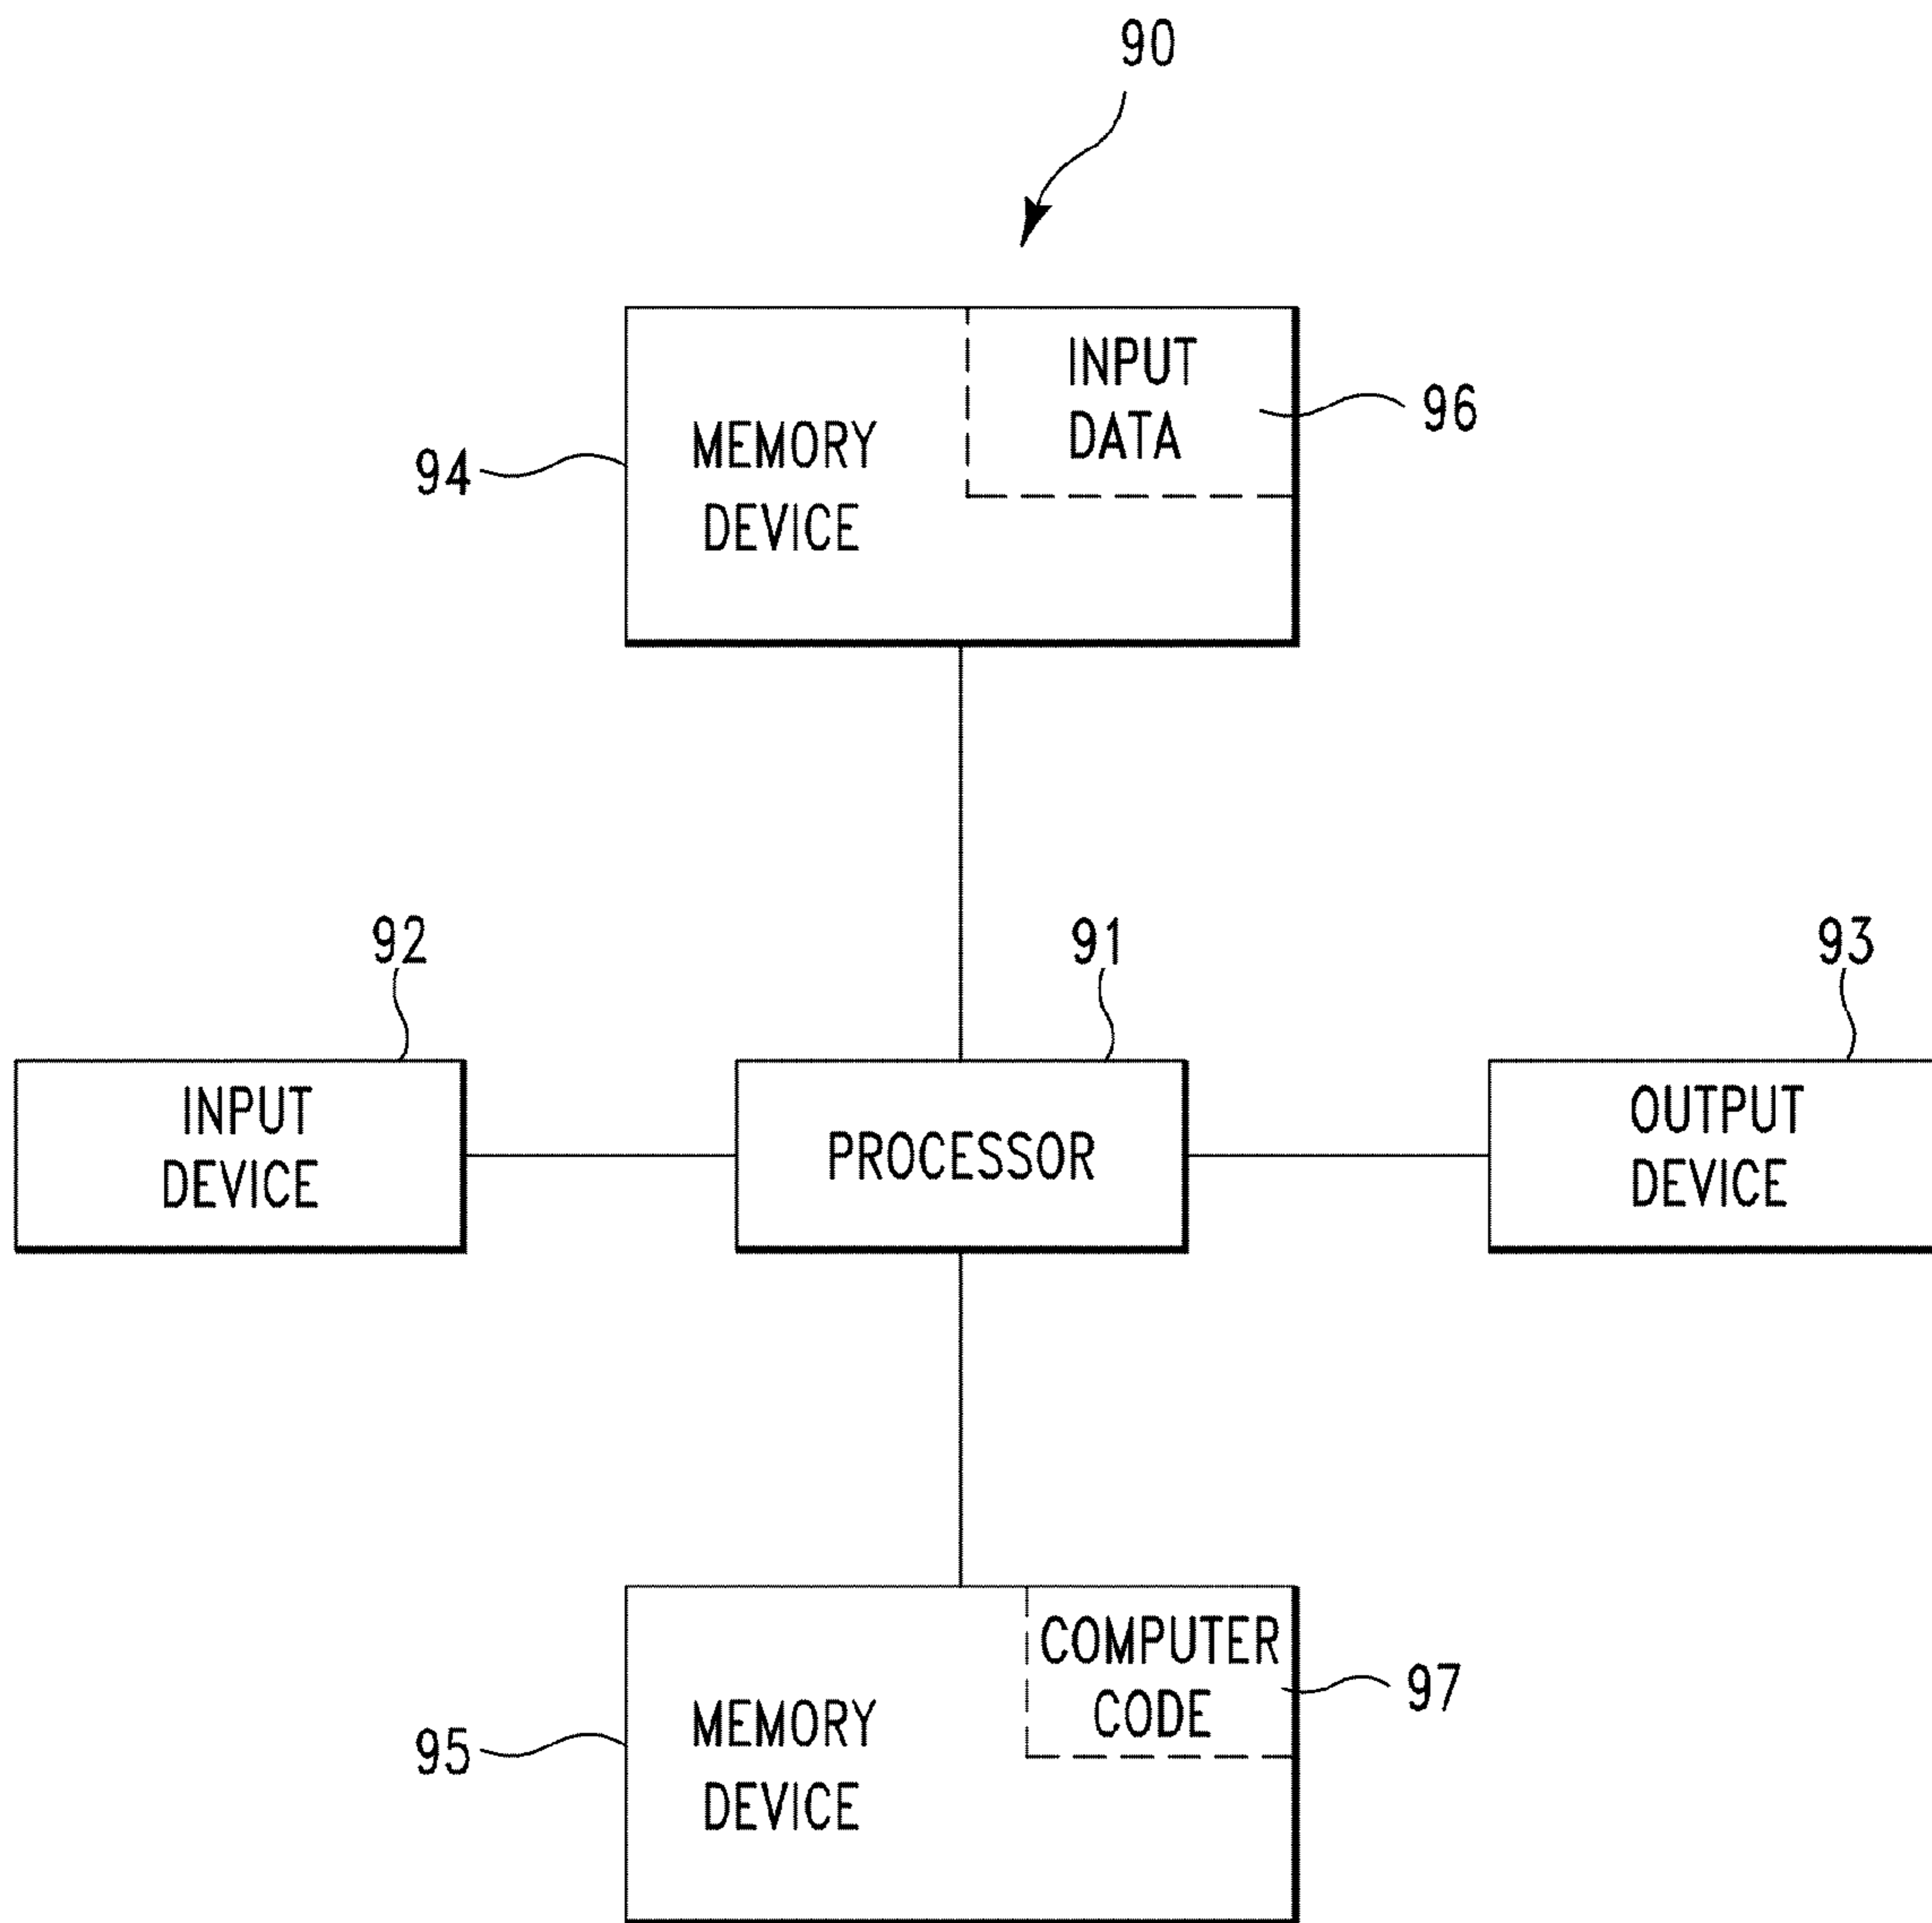 90
INPUT
DATA
96
94
MEMORY
DEVICE
92
91
93
INPUT
DEVICE
PROCESSOR
OUTPUT
DEVICE
COMPUTER
CODE
97
95
MEMORY
DEVICE